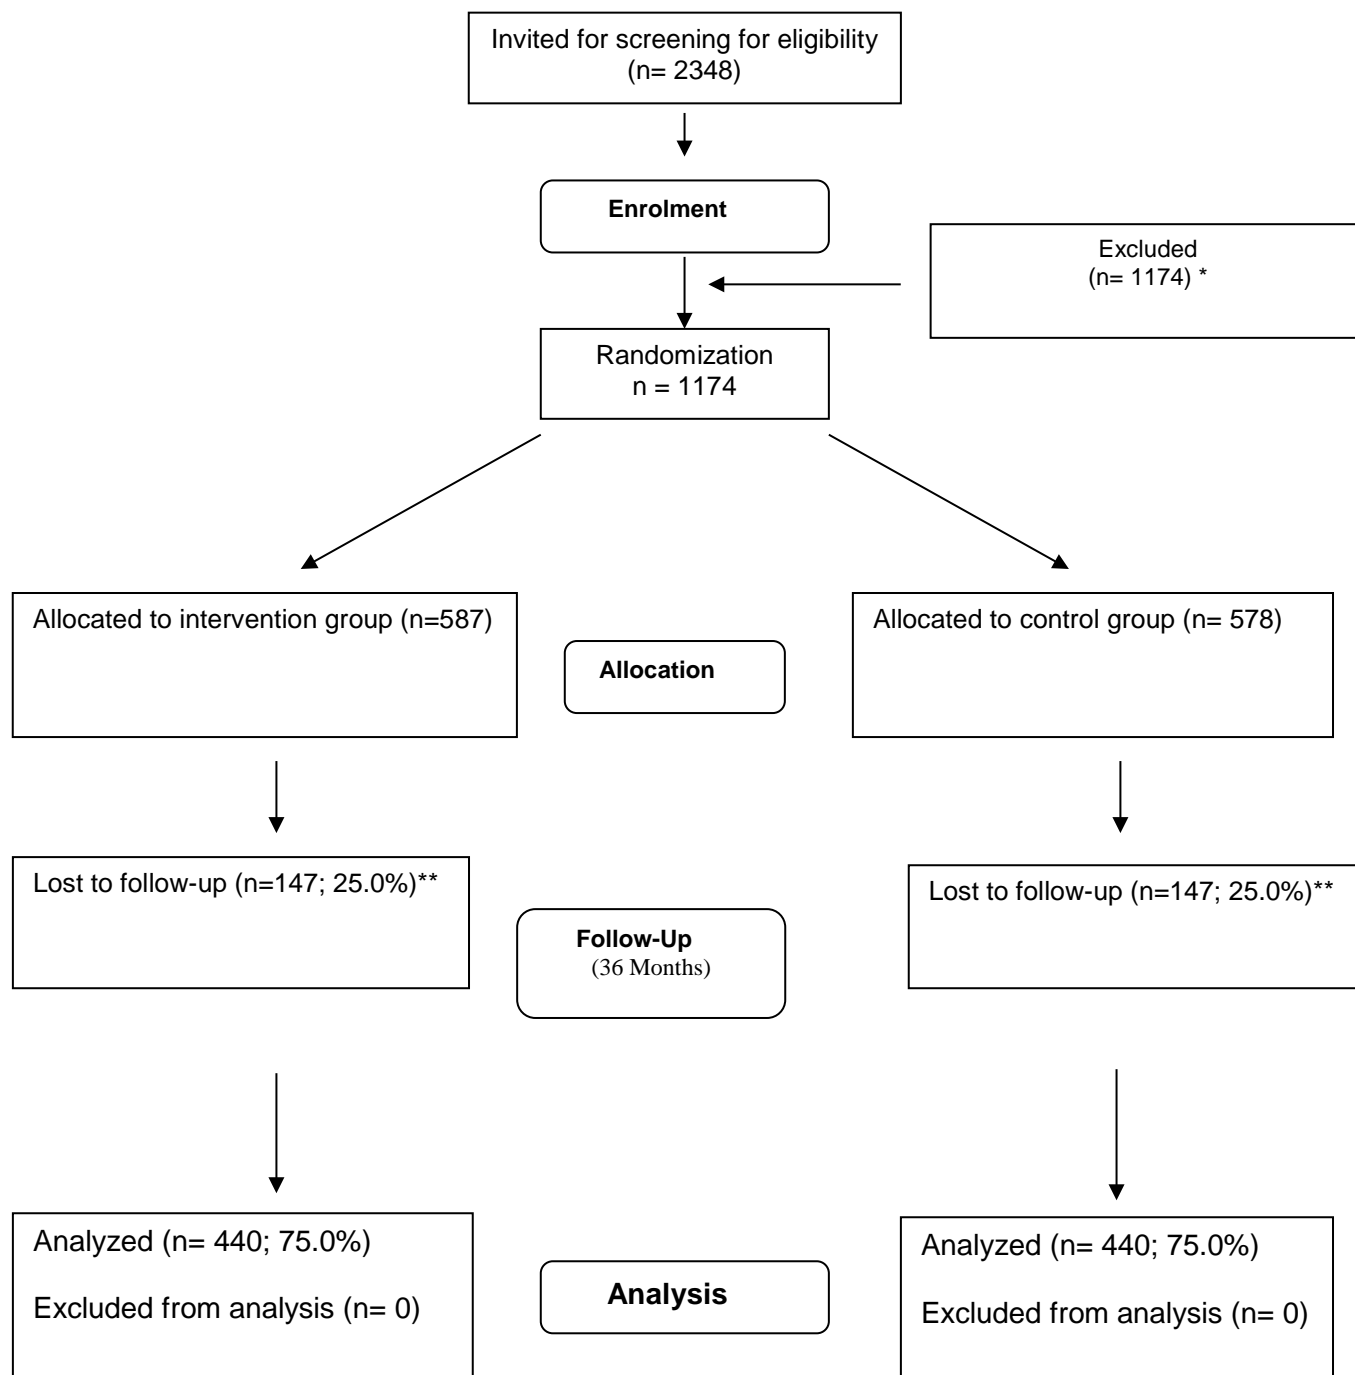 Invited for screening for eligibility
(n= 2348)
Enrolment
Excluded
(n= 1174) *
Randomization
n = 1174
Allocated to intervention group (n=587)
Allocated to control group (n= 578)
Allocation
Lost to follow-up (n=147; 25.0%)**
Lost to follow-up (n=147; 25.0%)**
Follow-Up
(36 Months)
Analyzed (n= 440; 75.0%)
Excluded from analysis (n= 0)
Analyzed (n= 440; 75.0%)
Excluded from analysis (n= 0)
Analysis